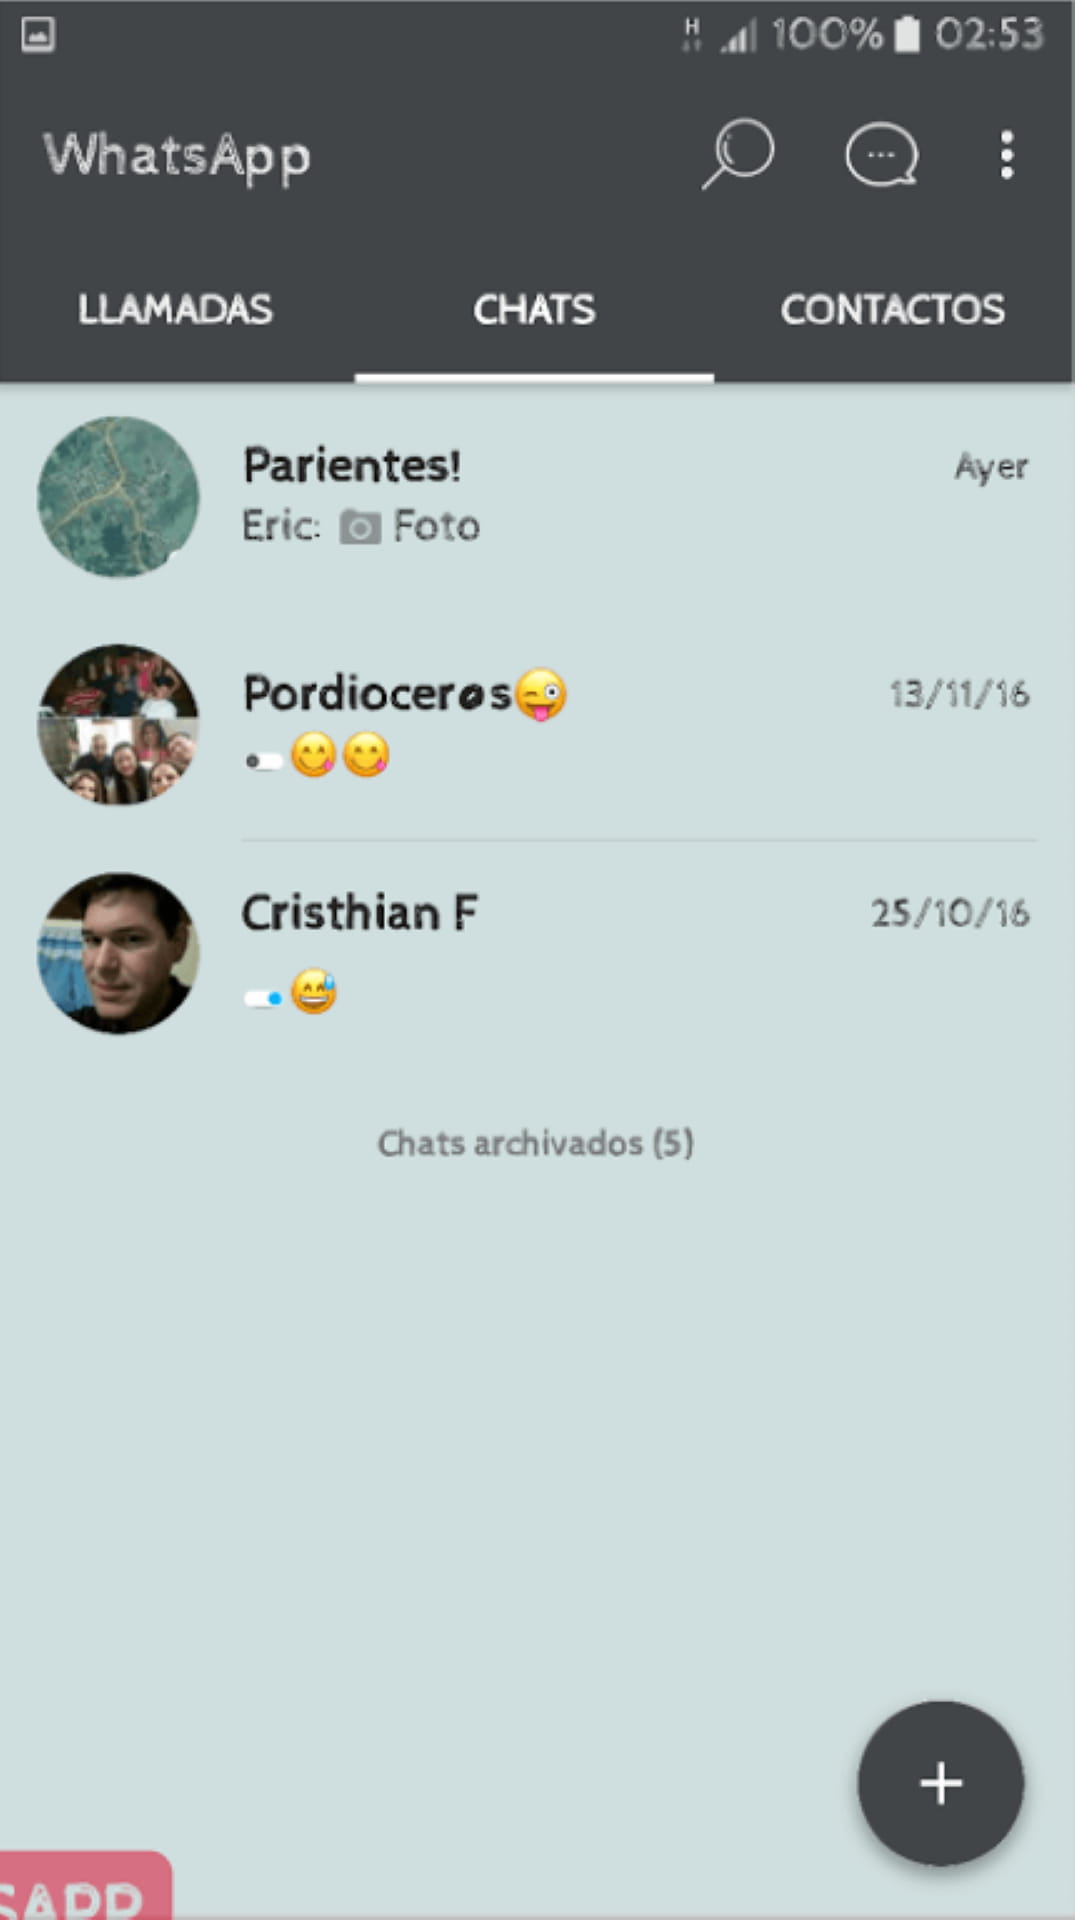 H 100% 02:53
WhatsApp
LLAMADAS CHATS CONTACTOS
Parientes! Ayer
Eric: Foto
Pordioceros😜 13/11/16
😋😋
Cristhian F 25/10/16
😅
Chats archivados (5)
+
SAPP